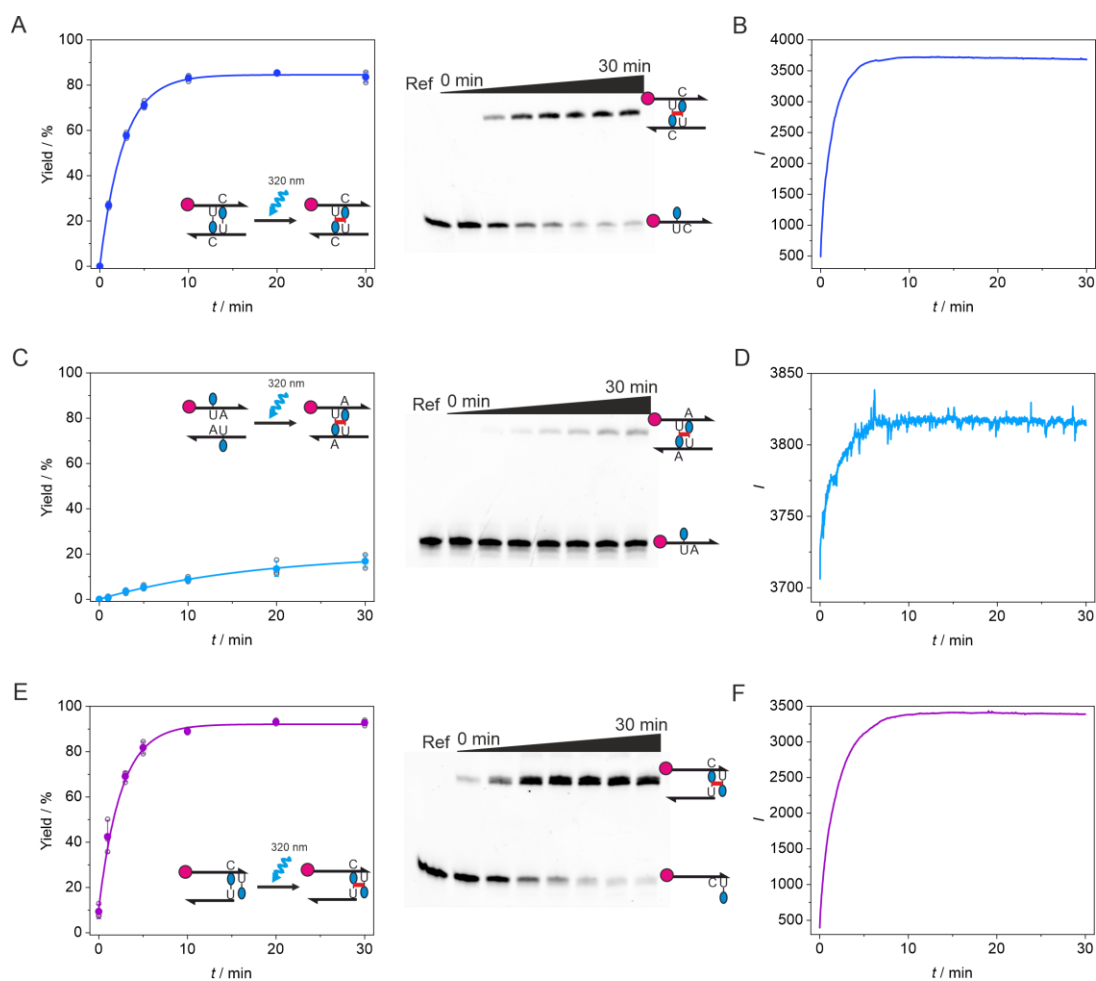 A
Yield / %
100
80
60
40
20
0
0
10
20
30
t / min
320 nm
C
U
U
C
C
U
U
C
Ref
0 min
30 min
C
U
U
C
U C
B
I
4000
3500
3000
2500
2000
1500
1000
500
0
10
20
30
t / min
C
Yield / %
100
80
60
40
20
0
0
10
20
30
t / min
320 nm
UA
AU
A
U
U
A
Ref
0 min
30 min
A
U
U
A
U A
D
I
3850
3800
3750
3700
0
10
20
30
t / min
E
Yield / %
100
80
60
40
20
0
0
10
20
30
t / min
320 nm
C
U
U
C
U
U
Ref
0 min
30 min
C
U
U
C U
F
I
3500
3000
2500
2000
1500
1000
500
0
10
20
30
t / min